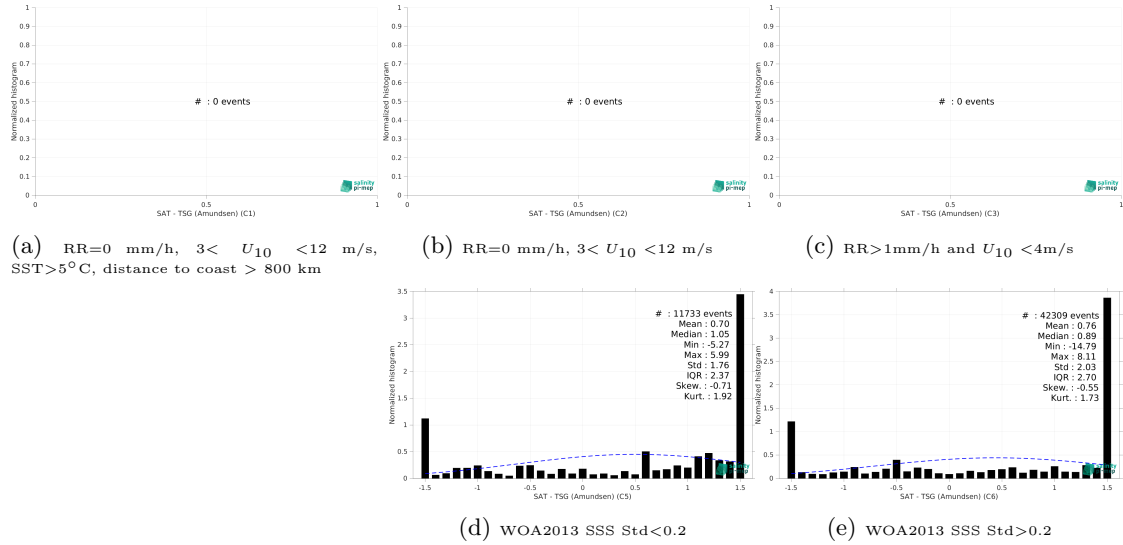 1
0.9
0.8
0.7
0.6
0.5
0.4
0.3
0.2
0.1
0
Normalized histogram
# : 0 events
salinity
pi-mep
0 0.5 1
SAT - TSG (Amundsen) (C1)
1
0.9
0.8
0.7
0.6
0.5
0.4
0.3
0.2
0.1
0
Normalized histogram
# : 0 events
salinity
pi-mep
0 0.5 1
SAT - TSG (Amundsen) (C2)
1
0.9
0.8
0.7
0.6
0.5
0.4
0.3
0.2
0.1
0
Normalized histogram
# : 0 events
salinity
pi-mep
0 0.5 1
SAT - TSG (Amundsen) (C3)
(a) RR=0 mm/h, 3< U10 <12 m/s,
SST>5°C, distance to coast > 800 km
(b) RR=0 mm/h, 3< U10 <12 m/s
(c) RR>1mm/h and U10 <4m/s
3.5
3
2.5
2
1.5
1
0.5
0
Normalized histogram
# : 11733 events
Mean : 0.70
Median : 1.05
Min : -5.27
Max : 5.99
Std : 1.76
IQR : 2.37
Skew. : -0.71
Kurt. : 1.92
-1.5 -1 -0.5 0 0.5 1 1.5
SAT - TSG (Amundsen) (C5)
4
3.5
3
2.5
2
1.5
1
0.5
0
Normalized histogram
# : 42309 events
Mean : 0.76
Median : 0.89
Min : -14.79
Max : 8.11
Std : 2.03
IQR : 2.70
Skew. : -0.55
Kurt. : 1.73
-1.5 -1 -0.5 0 0.5 1 1.5
SAT - TSG (Amundsen) (C6)
(d) WOA2013 SSS Std<0.2
(e) WOA2013 SSS Std>0.2